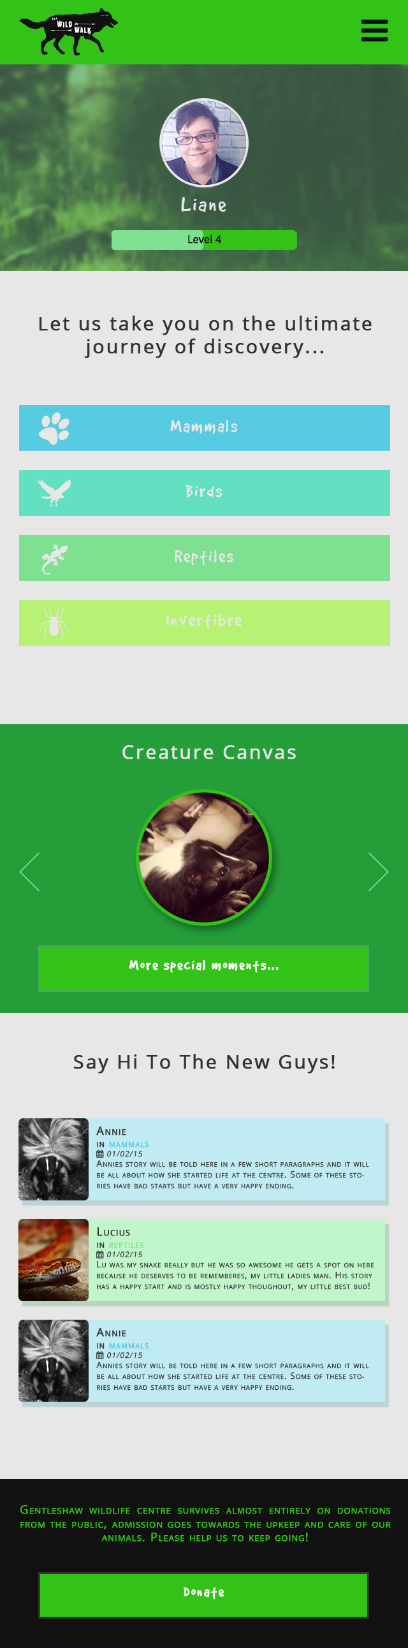 THE
WILD
WALK
Liane
Level 4
Let us take you on the ultimate
journey of discovery...
Mammals
Birds
Reptiles
Invertibre
Creature Canvas
More special moments...
Say Hi To The New Guys!
Annie
in mammals
01/02/15
Annies story will be told here in a few short paragraphs and it will
be all about how she started life at the centre. Some of these sto-
ries have bad starts but have a very happy ending.
Lucius
in reptiles
01/02/15
Lu was my snake really but he was so awesome he gets a spot on here
because he deserves to be rememberes, my little ladies man. His story
has a happy start and is mostly happy thoughout, my little best bud!
Annie
in mammals
01/02/15
Annies story will be told here in a few short paragraphs and it will
be all about how she started life at the centre. Some of these sto-
ries have bad starts but have a very happy ending.
Gentleshaw wildlife centre survives almost entirely on donations
from the public, admission goes towards the upkeep and care of our
animals. Please help us to keep going!
Donate